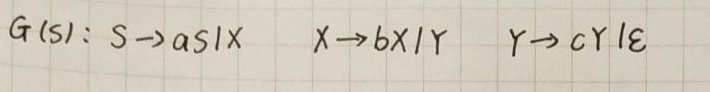 G(S): S→aS|X X→bX|Y Y→cY|ε